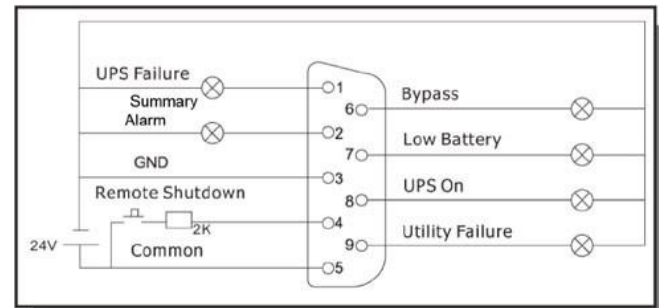 UPS Failure
1
Summary
Alarm
2
GND
3
Remote Shutdown
2K
4
24V
Common
5
6
Bypass
7
Low Battery
8
UPS On
9
Utility Failure